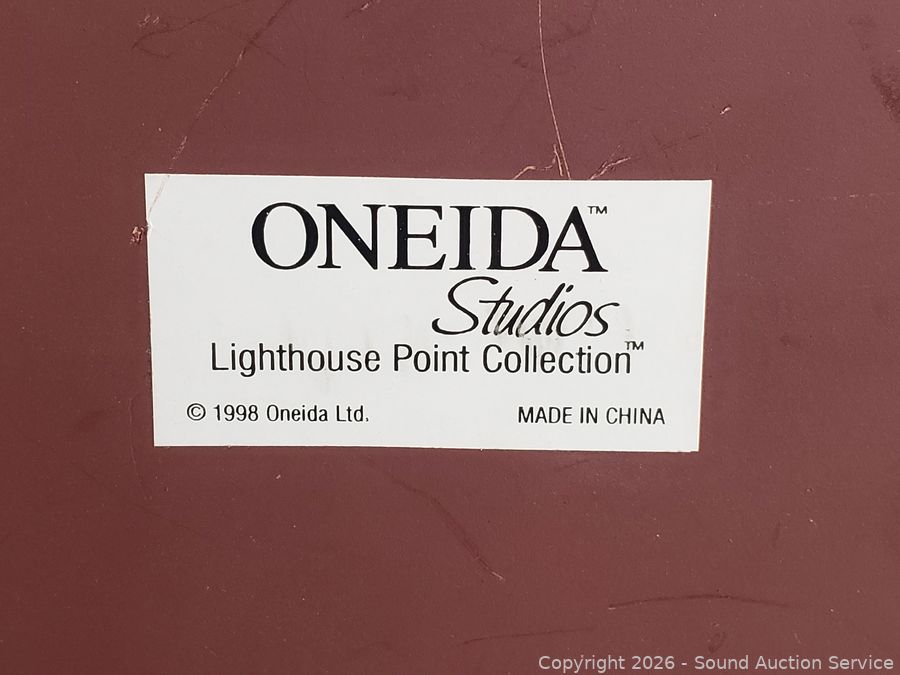 ONEIDA™
Studios
Lighthouse Point Collection™
© 1998 Oneida Ltd. MADE IN CHINA
Copyright 2026 - Sound Auction Service